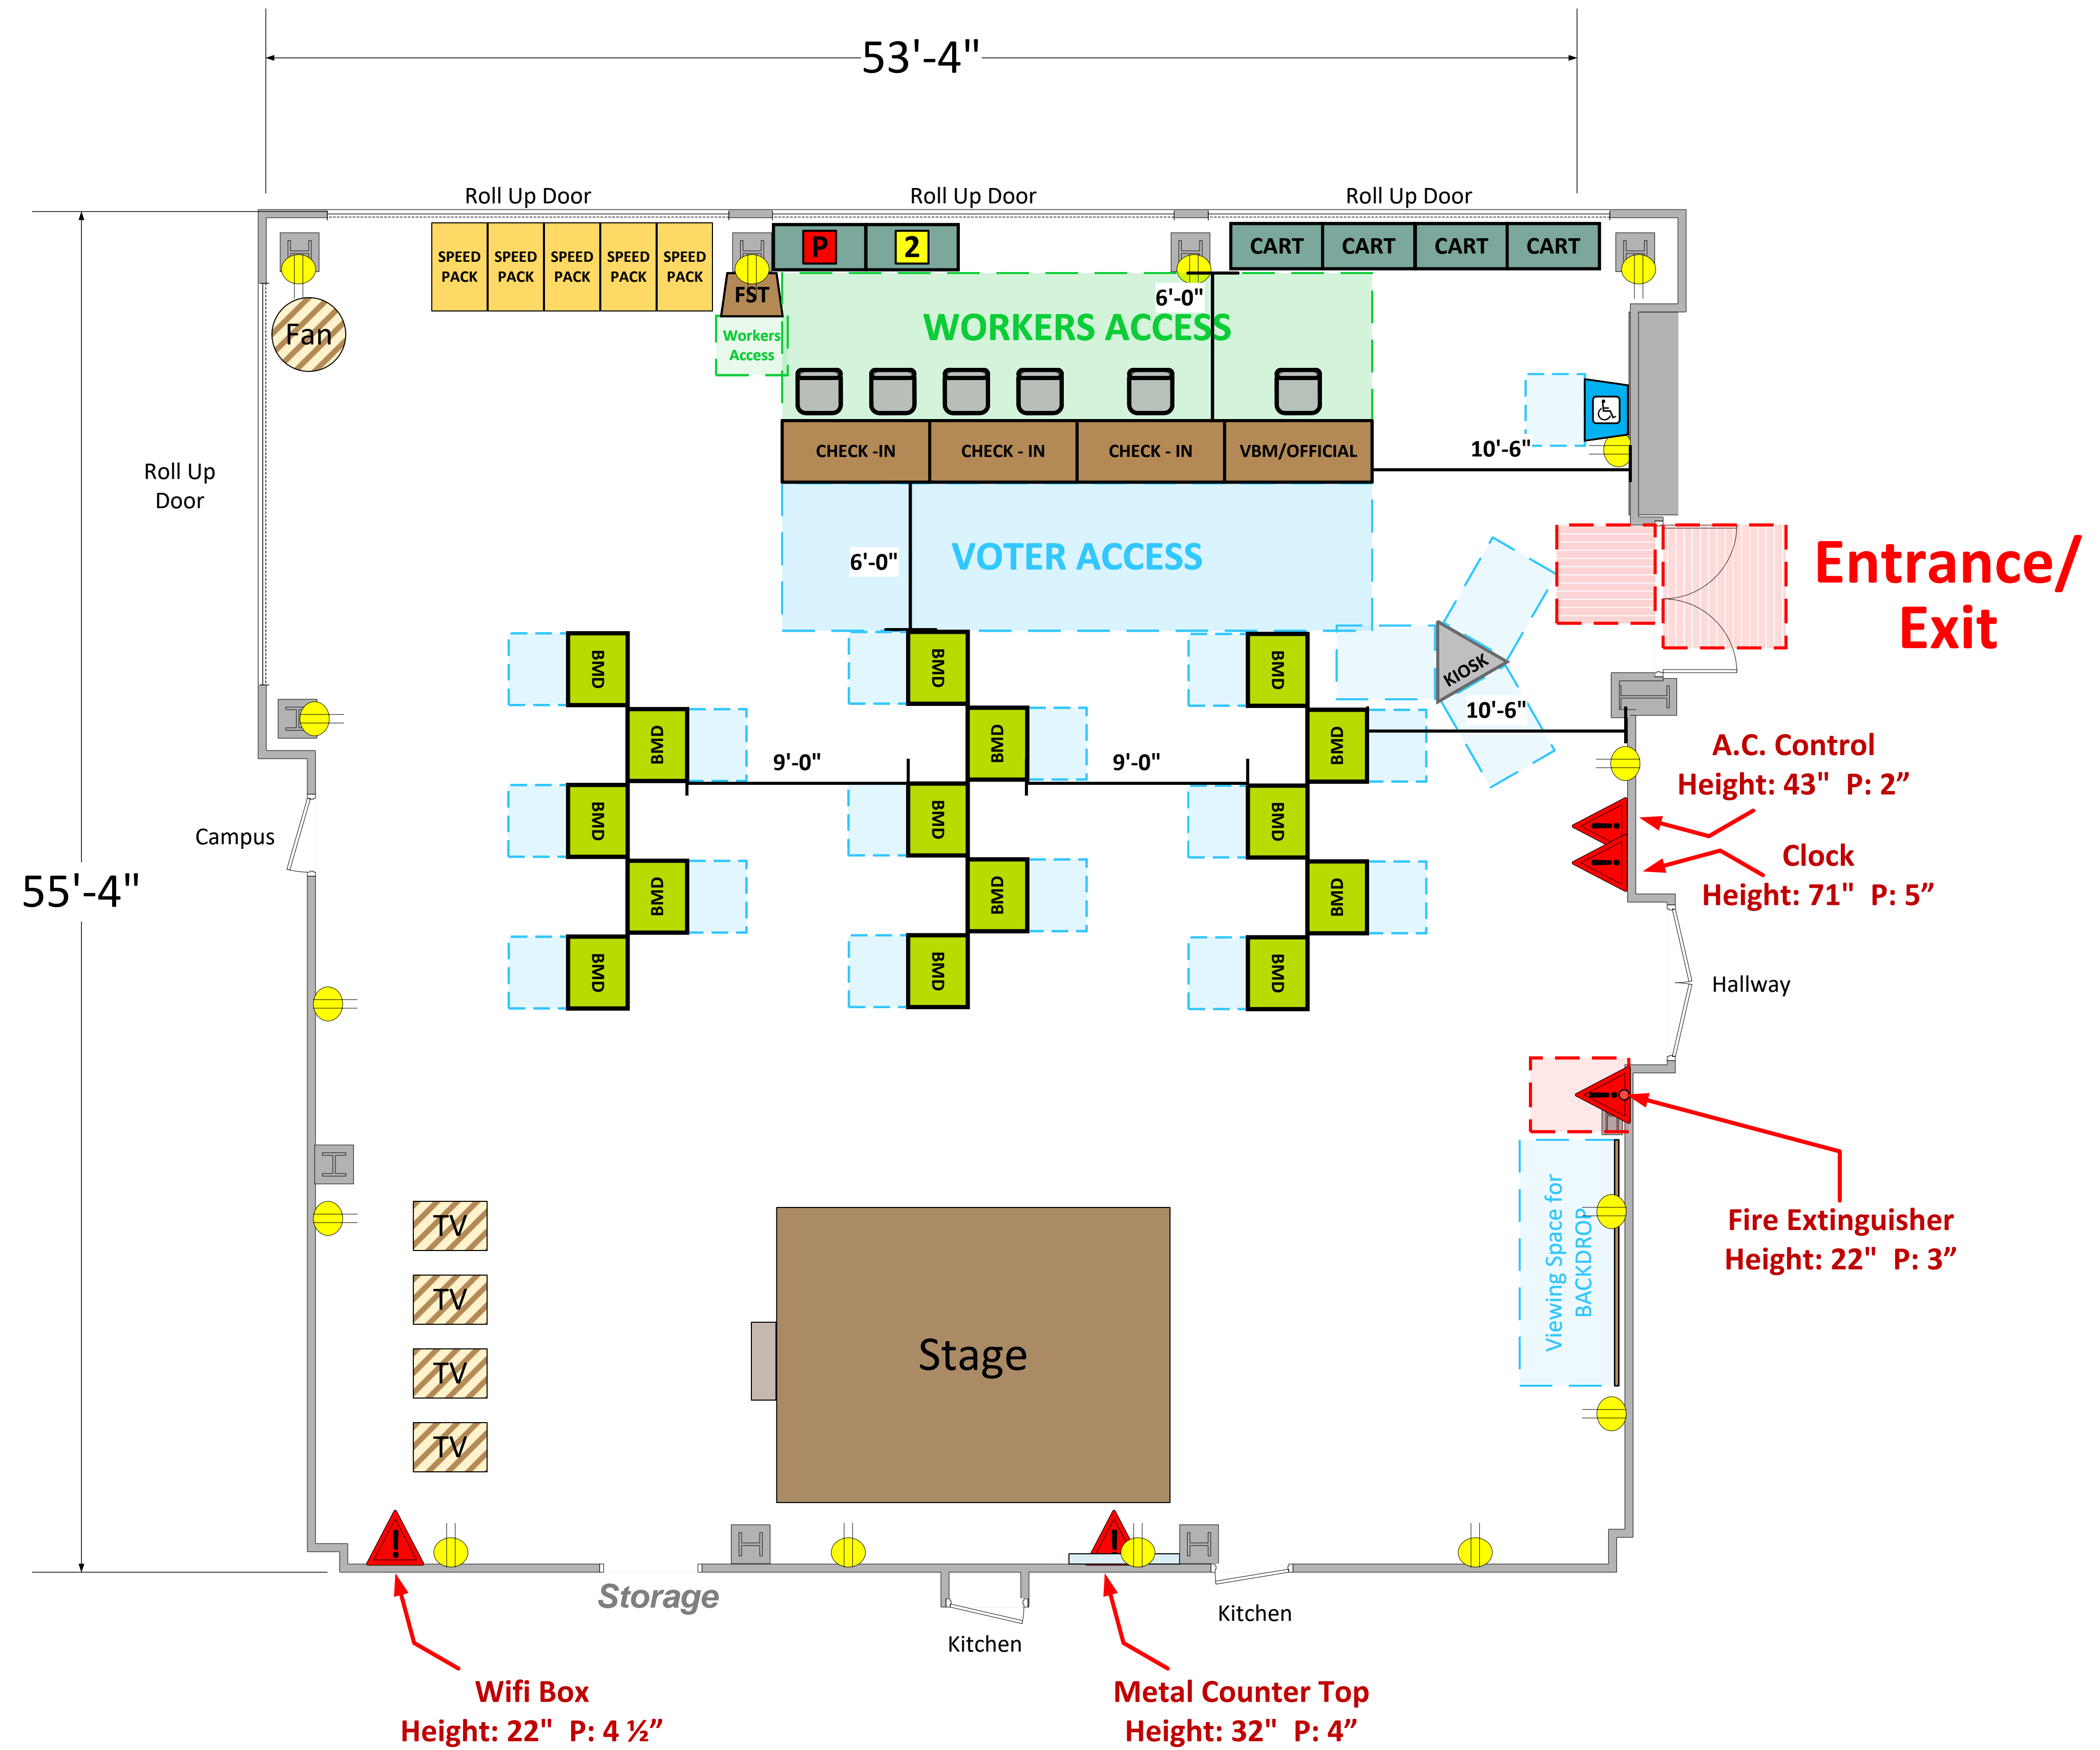 53'-4"
Roll Up Door
Roll Up Door
Roll Up Door
SPEED PACK
SPEED PACK
SPEED PACK
SPEED PACK
SPEED PACK
P
2
CART
CART
CART
CART
FST
Workers
Access
6'-0"
WORKERS ACCESS
Fan
Roll Up
Door
CHECK -IN
CHECK - IN
CHECK - IN
VBM/OFFICIAL
10'-6"
6'-0"
VOTER ACCESS
Entrance/
Exit
KIOSK
10'-6"
BMD
BMD
BMD
BMD
BMD
BMD
9'-0"
9'-0"
BMD
BMD
BMD
BMD
BMD
BMD
BMD
BMD
BMD
A.C. Control
Height: 43" P: 2”
Clock
Height: 71" P: 5”
Campus
55'-4"
Hallway
Fire Extinguisher
Height: 22" P: 3”
Viewing Space for
BACKDROP
TV
TV
TV
TV
Stage
Storage
Kitchen
Kitchen
Wifi Box
Height: 22" P: 4 ½”
Metal Counter Top
Height: 32" P: 4”